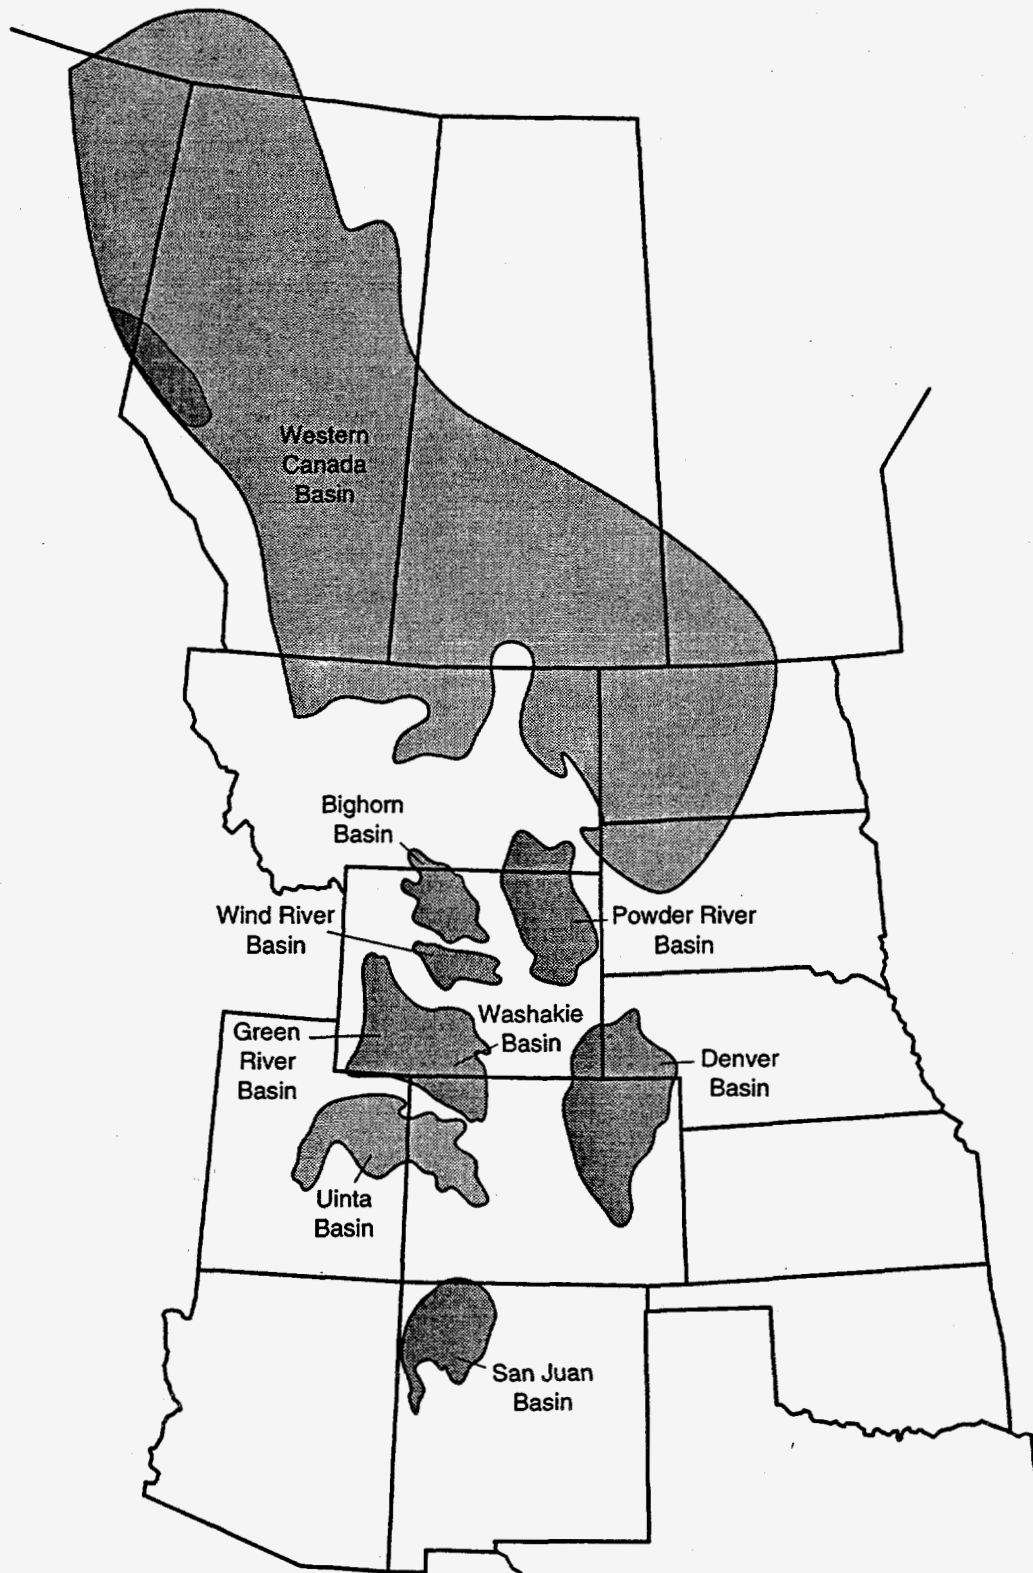 Western
Canada
Basin
Bighorn
Basin
Wind River
Basin
Powder River
Basin
Washakie
Basin
Green
River
Basin
Denver
Basin
Uinta
Basin
San Juan
Basin